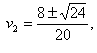 v₂ = (8 ± √24) / 20,